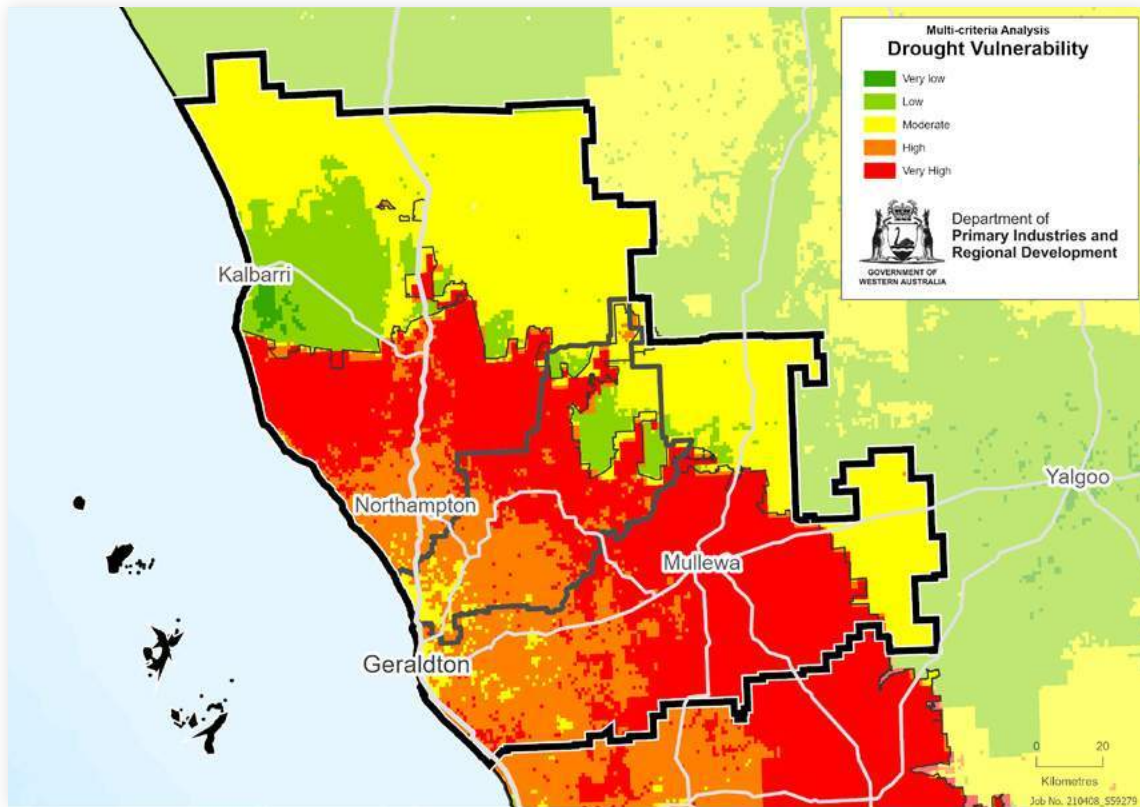 Multi-criteria Analysis
Drought Vulnerability
Very low
Low
Moderate
High
Very High
Department of
Primary Industries and
Regional Development
GOVERNMENT OF
WESTERN AUSTRALIA
Kalbarri
Yalgoo
Northampton
Mullewa
Geraldton
0 20
Kilometres
Job No. 210408_S59279